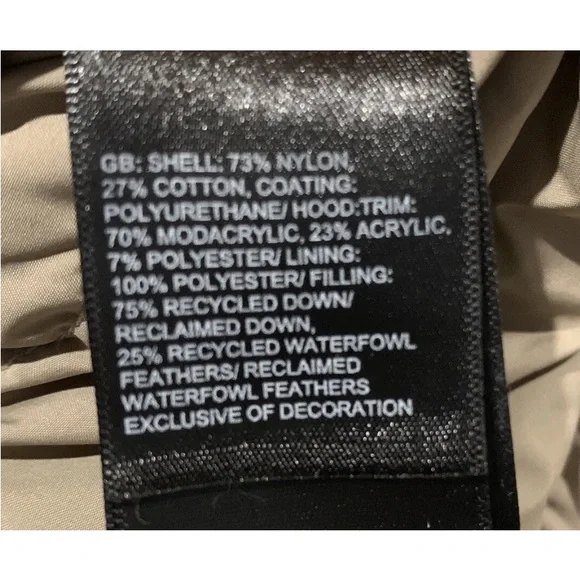 GB: SHELL: 73% NYLON,
27% COTTON, COATING:
POLYURETHANE/ HOOD:TRIM:
70% MODACRYLIC, 23% ACRYLIC,
7% POLYESTER/ LINING:
100% POLYESTER/ FILLING:
75% RECYCLED DOWN/
RECLAIMED DOWN,
25% RECYCLED WATERFOWL
FEATHERS/ RECLAIMED
WATERFOWL FEATHERS
EXCLUSIVE OF DECORATION